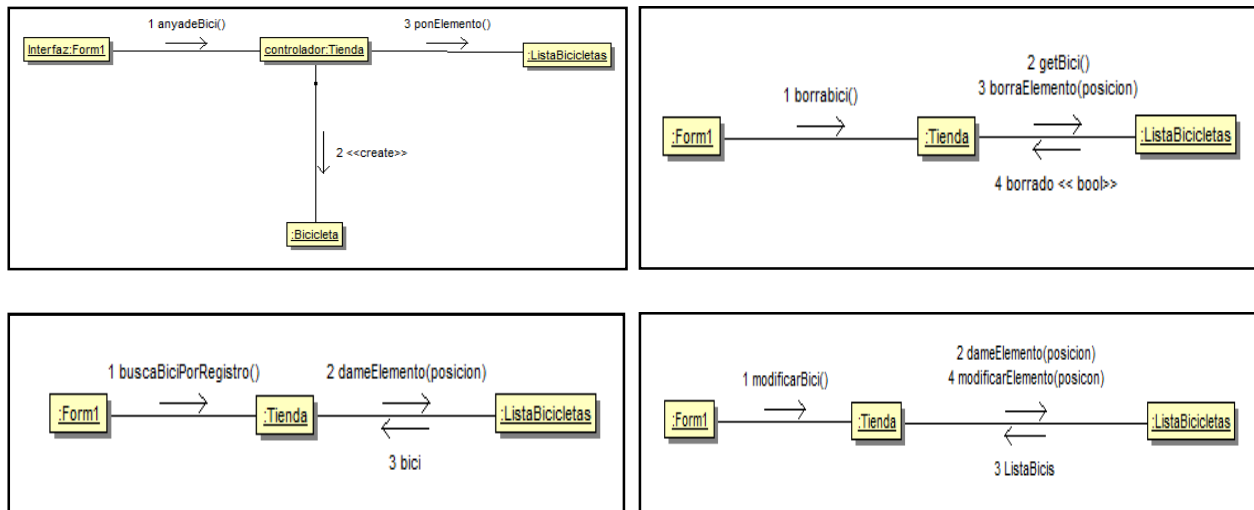 1 anyadeBici()
3 ponElemento()
Interfaz:Form1
controlador:Tienda
:ListaBicicletas
2 <<create>>
:Bicicleta
2 getBici()
3 borraElemento(posicion)
1 borrabici()
:Form1
:Tienda
:ListaBicicletas
4 borrado << bool>>
1 buscaBiciPorRegistro()
2 dameElemento(posicion)
:Form1
:Tienda
:ListaBicicletas
3 bici
2 dameElemento(posicion)
1 modificarBici()
4 modificarElemento(posicon)
:Form1
:Tienda
:ListaBicicletas
3 ListaBicis